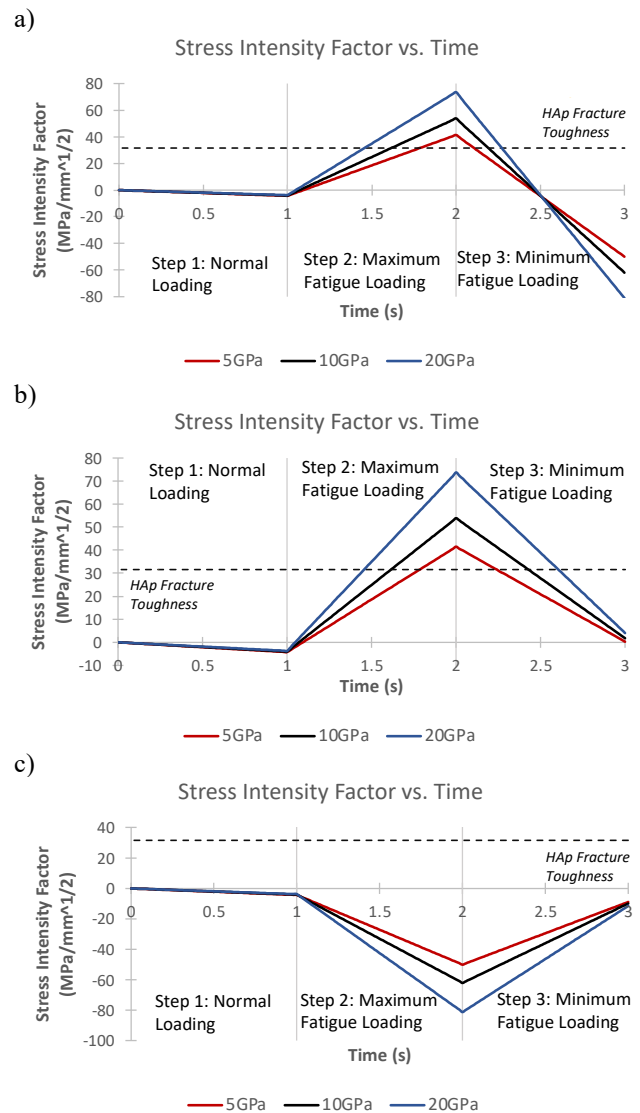 a)
Stress Intensity Factor vs. Time
Stress Intensity Factor
(MPa/mm^1/2)
80
60
40
20
0
-20
-40
-60
-80
0
0.5
1
1.5
2
2.5
3
HAp Fracture
Toughness
Step 1: Normal
Loading
Step 2: Maximum
Fatigue Loading
Step 3: Minimum
Fatigue Loading
Time (s)
5GPa 10GPa 20GPa
b)
Stress Intensity Factor vs. Time
Stress Intensity Factor
(MPa/mm^1/2)
80
70
60
50
40
30
20
10
0
-10
Step 1: Normal
Loading
Step 2: Maximum
Fatigue Loading
Step 3: Minimum
Fatigue Loading
HAp Fracture
Toughness
0
0.5
1
1.5
2
2.5
3
Time (s)
5GPa 10GPa 20GPa
c)
Stress Intensity Factor vs. Time
Stress Intensity Factor
(MPa/mm^1/2)
40
20
0
-20
-40
-60
-80
-100
HAp Fracture
Toughness
0
0.5
1
1.5
2
2.5
3
Step 1: Normal
Loading
Step 2: Maximum
Fatigue Loading
Step 3: Minimum
Fatigue Loading
Time (s)
5GPa 10GPa 20GPa